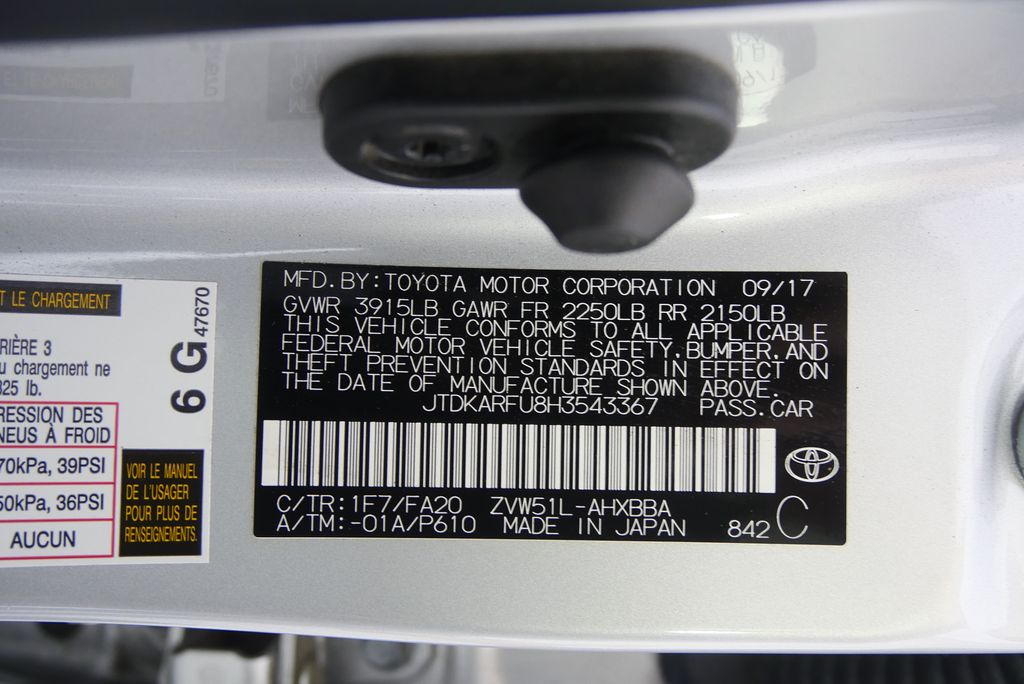 T LE CHARGEMENT
RIÈRE 3
u chargement ne
325 lb.
RESSION DES
NEUS À FROID
70kPa, 39PSI
50kPa, 36PSI
AUCUN
VOIR LE MANUEL
DE L'USAGER
POUR PLUS DE
RENSEIGNEMENTS.
6 G 47670
MFD. BY: TOYOTA MOTOR CORPORATION 09/17
GVWR 3915LB GAWR FR 2250LB RR 2150LB
THIS VEHICLE CONFORMS TO ALL APPLICABLE
FEDERAL MOTOR VEHICLE SAFETY, BUMPER, AND
THEFT PREVENTION STANDARDS IN EFFECT ON
THE DATE OF MANUFACTURE SHOWN ABOVE.
JTDKARFU8H3543367 PASS. CAR
C/TR: 1F7/FA20 ZVW51L-AHXBBA
A/TM: -01A/P610 MADE IN JAPAN 842 C